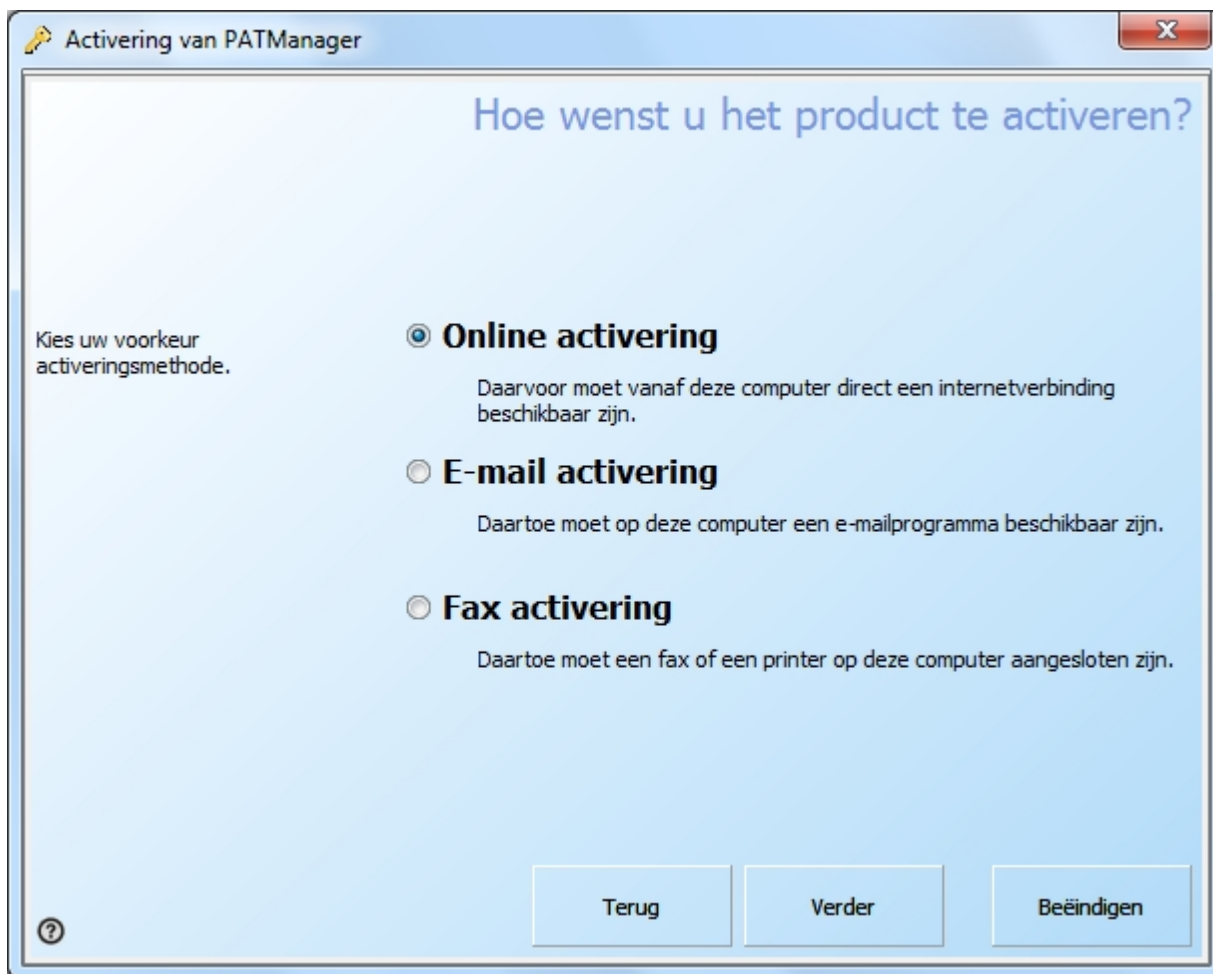 Activering van PATManager
Hoe wenst u het product te activeren?
Kies uw voorkeur
activeringsmethode.
Online activering
Daarvoor moet vanaf deze computer direct een internetverbinding
beschikbaar zijn.
E-mail activering
Daartoe moet op deze computer een e-mailprogramma beschikbaar zijn.
Fax activering
Daartoe moet een fax of een printer op deze computer aangesloten zijn.
Terug
Verder
Beëindigen